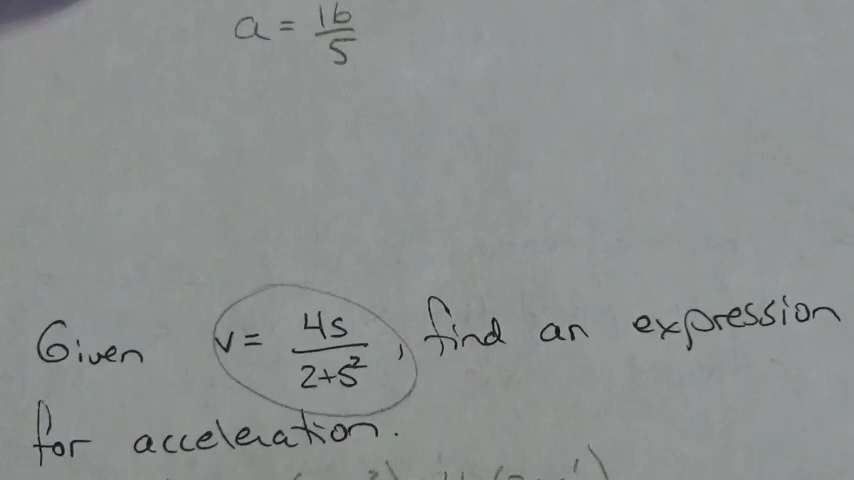 a = 16/5
Given v = 4s/(2+s²), find an expression
for acceleration.